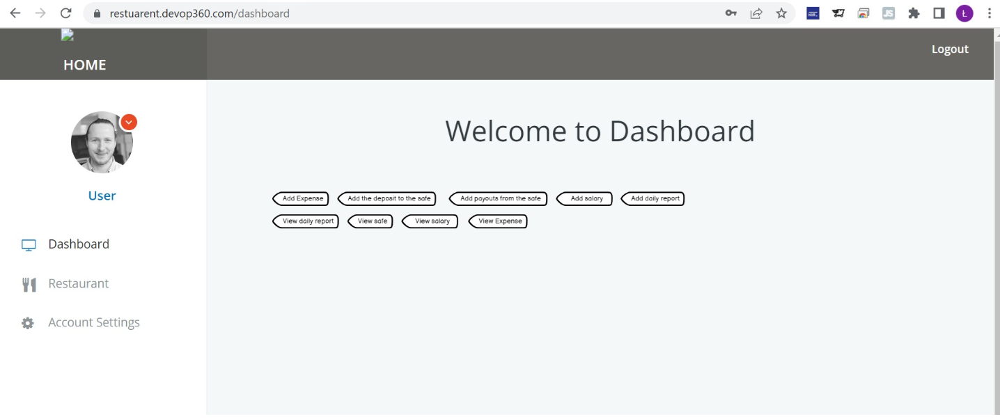 restuarent.devop360.com/dashboard
JS
Ł
HOME
Logout
Welcome to Dashboard
User
Add Expense Add the deposit to the safe Add payouts from the safe Add salary Add daily report
View daily report View safe View salary View Expense
Dashboard
Restaurant
Account Settings